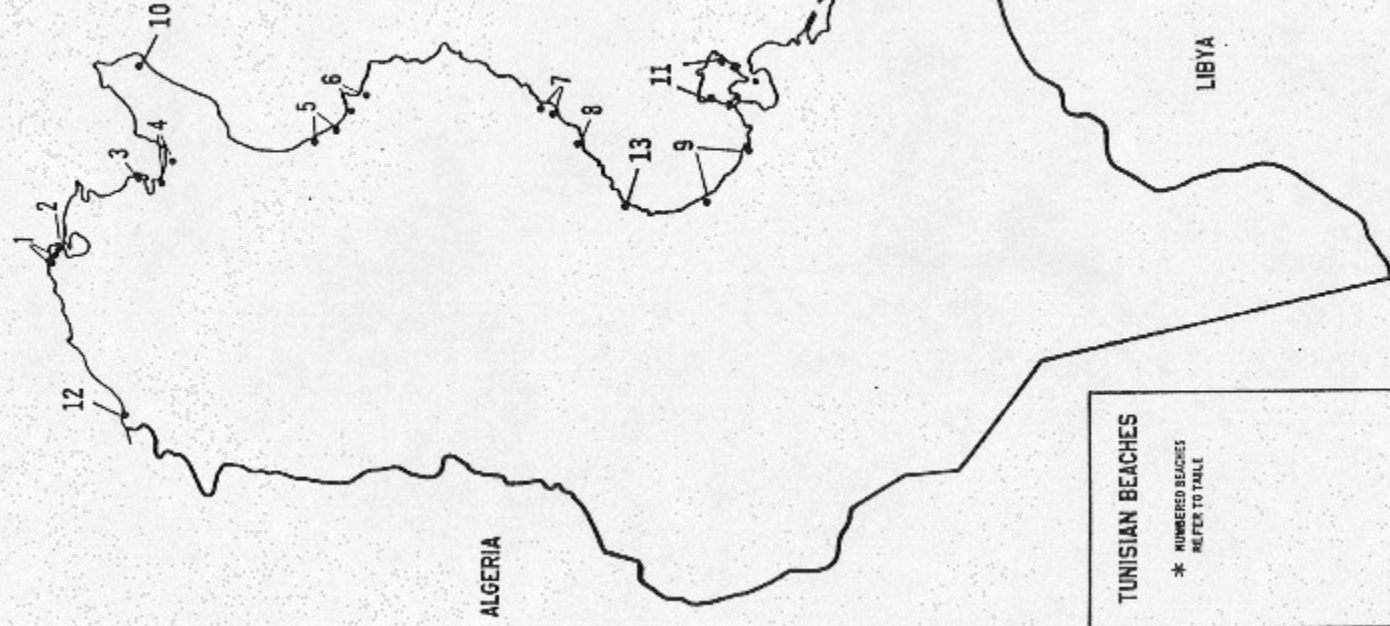 1
2
3
4
10
5
6
7
8
13
9
11
12
ALGERIA
LIBYA
TUNISIAN BEACHES
* NUMBERED BEACHES
REFER TO TABLE